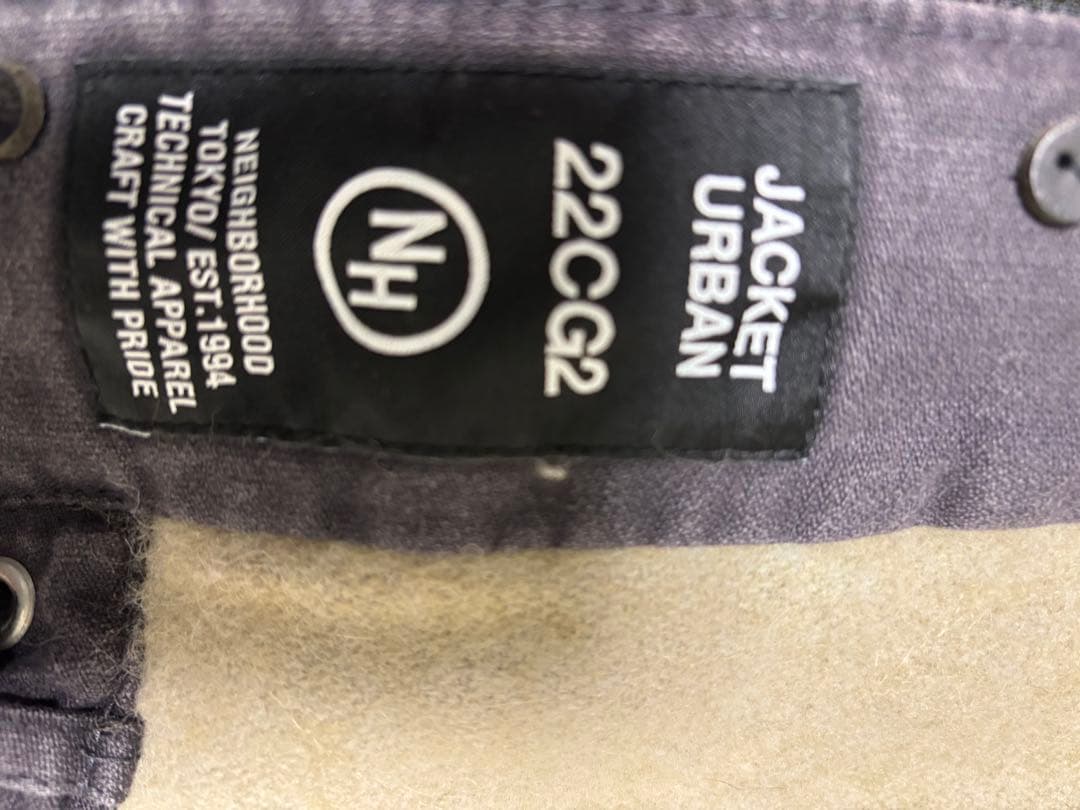 JACKET
URBAN
22CG2
NH
NEIGHBORHOOD
TOKYO/ EST.1994
TECHNICAL APPAREL
CRAFT WITH PRIDE